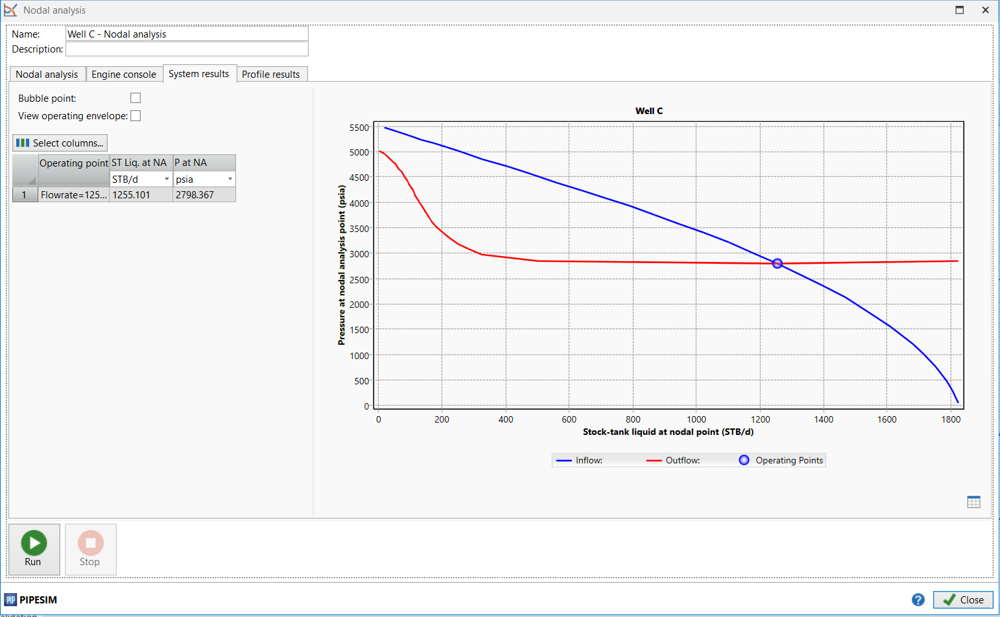 Nodal analysis
Name: Well C - Nodal analysis
Description:
Nodal analysis Engine console System results Profile results
Bubble point:
View operating envelope:
Select columns...
Operating point ST Liq. at NA P at NA
STB/d psia
1 Flowrate=125... 1255.101 2798.367
Well C
Pressure at nodal analysis point (psia)
5500
5000
4500
4000
3500
3000
2500
2000
1500
1000
500
0
0 200 400 600 800 1000 1200 1400 1600 1800
Stock-tank liquid at nodal point (STB/d)
Inflow: Outflow: Operating Points
Run Stop
PIP PIPESIM ? Close